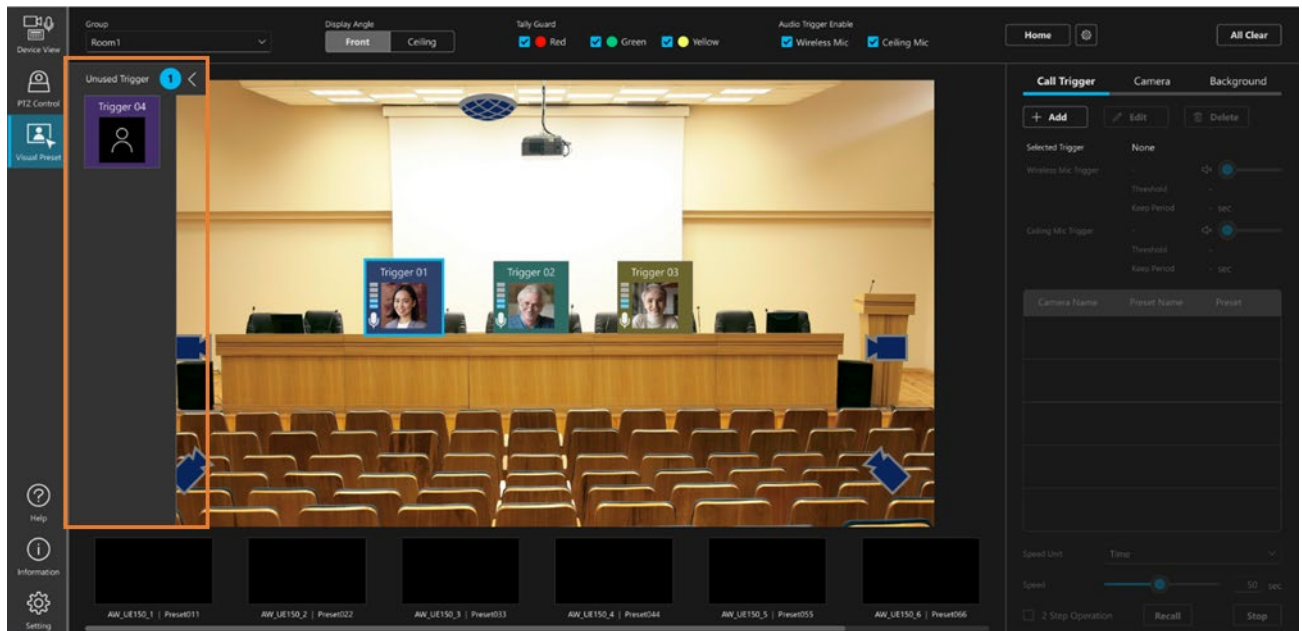 Device View
PTZ Control
Visual Preset
Help
Information
Setting
Group
Room1
Display Angle
Front Ceiling
Tally Guard
Red Green Yellow
Audio Trigger Enable
Wireless Mic Ceiling Mic
Home
All Clear
Unused Trigger 1
Trigger 04
Trigger 01
Trigger 02
Trigger 03
AW_UE150_1 | Preset011
AW_UE150_2 | Preset022
AW_UE150_3 | Preset033
AW_UE150_4 | Preset044
AW_UE150_5 | Preset055
AW_UE150_6 | Preset066
Call Trigger Camera Background
+ Add Edit Delete
Selected Trigger None
Wireless Mic Trigger -
Threshold -
Keep Period - sec
Ceiling Mic Trigger -
Threshold -
Keep Period - sec
Camera Name Preset Name Preset
Speed Unit Time
Speed 50 sec
2 Step Operation Recall Stop